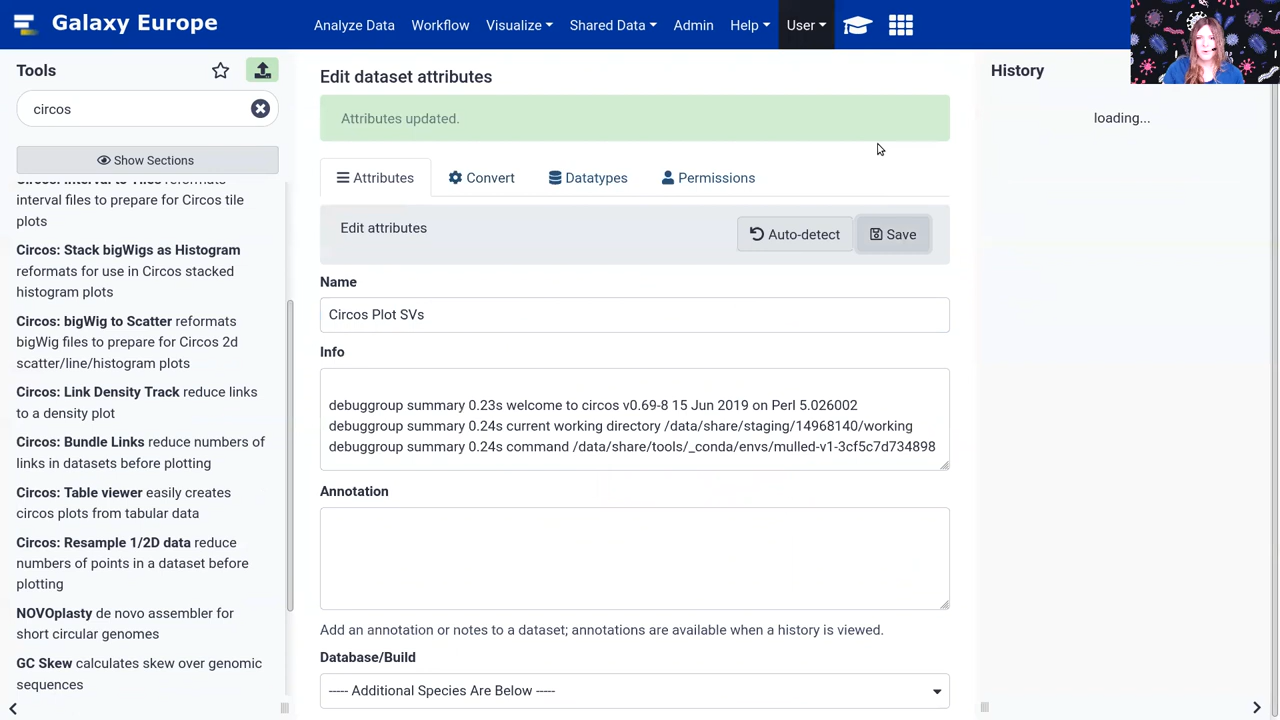 Galaxy Europe
Analyze Data
Workflow
Visualize
Shared Data
Admin
Help
User
Tools
circos
Show Sections
Circos: Interval to Tiles reformats
interval files to prepare for Circos tile
plots
Circos: Stack bigWigs as Histogram
reformats for use in Circos stacked
histogram plots
Circos: bigWig to Scatter reformats
bigWig files to prepare for Circos 2d
scatter/line/histogram plots
Circos: Link Density Track reduce links
to a density plot
Circos: Bundle Links reduce numbers of
links in datasets before plotting
Circos: Table viewer easily creates
circos plots from tabular data
Circos: Resample 1/2D data reduce
numbers of points in a dataset before
plotting
NOVOplasty de novo assembler for
short circular genomes
GC Skew calculates skew over genomic
sequences
Edit dataset attributes
Attributes updated.
Attributes
Convert
Datatypes
Permissions
Edit attributes
Auto-detect
Save
Name
Circos Plot SVs
Info
debuggroup summary 0.23s welcome to circos v0.69-8 15 Jun 2019 on Perl 5.026002
debuggroup summary 0.24s current working directory /data/share/staging/14968140/working
debuggroup summary 0.24s command /data/share/tools/_conda/envs/mulled-v1-3cf5c7d734898
Annotation
Add an annotation or notes to a dataset; annotations are available when a history is viewed.
Database/Build
----- Additional Species Are Below -----
History
loading...